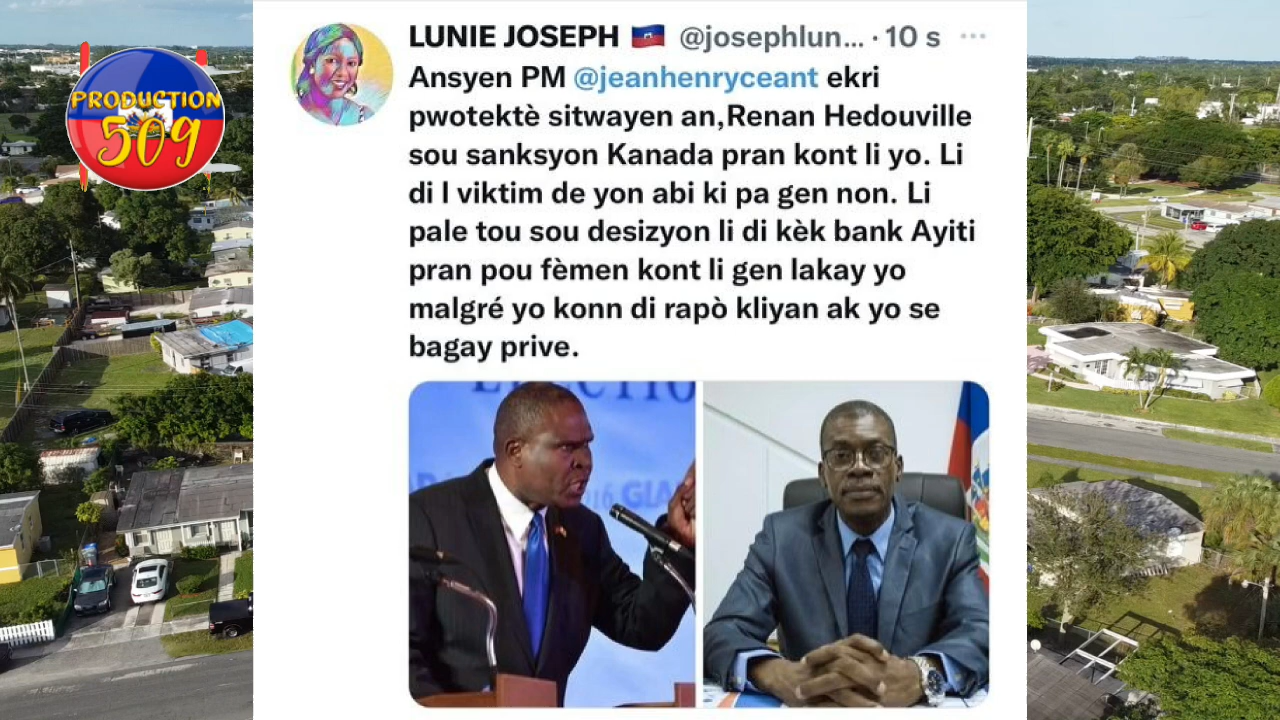 PRODUCTION
509
LUNIE JOSEPH 🇭🇹 @josephlun... · 10 s ...
Ansyen PM @jeanhenryceant ekri
pwotektè sitwayen an,Renan Hedouville
sou sanksyon Kanada pran kont li yo. Li
di l viktim de yon abi ki pa gen non. Li
pale tou sou desizyon li di kèk bank Ayiti
pran pou fèmen kont li gen lakay yo
malgré yo konn di rapò kliyan ak yo se
bagay prive.